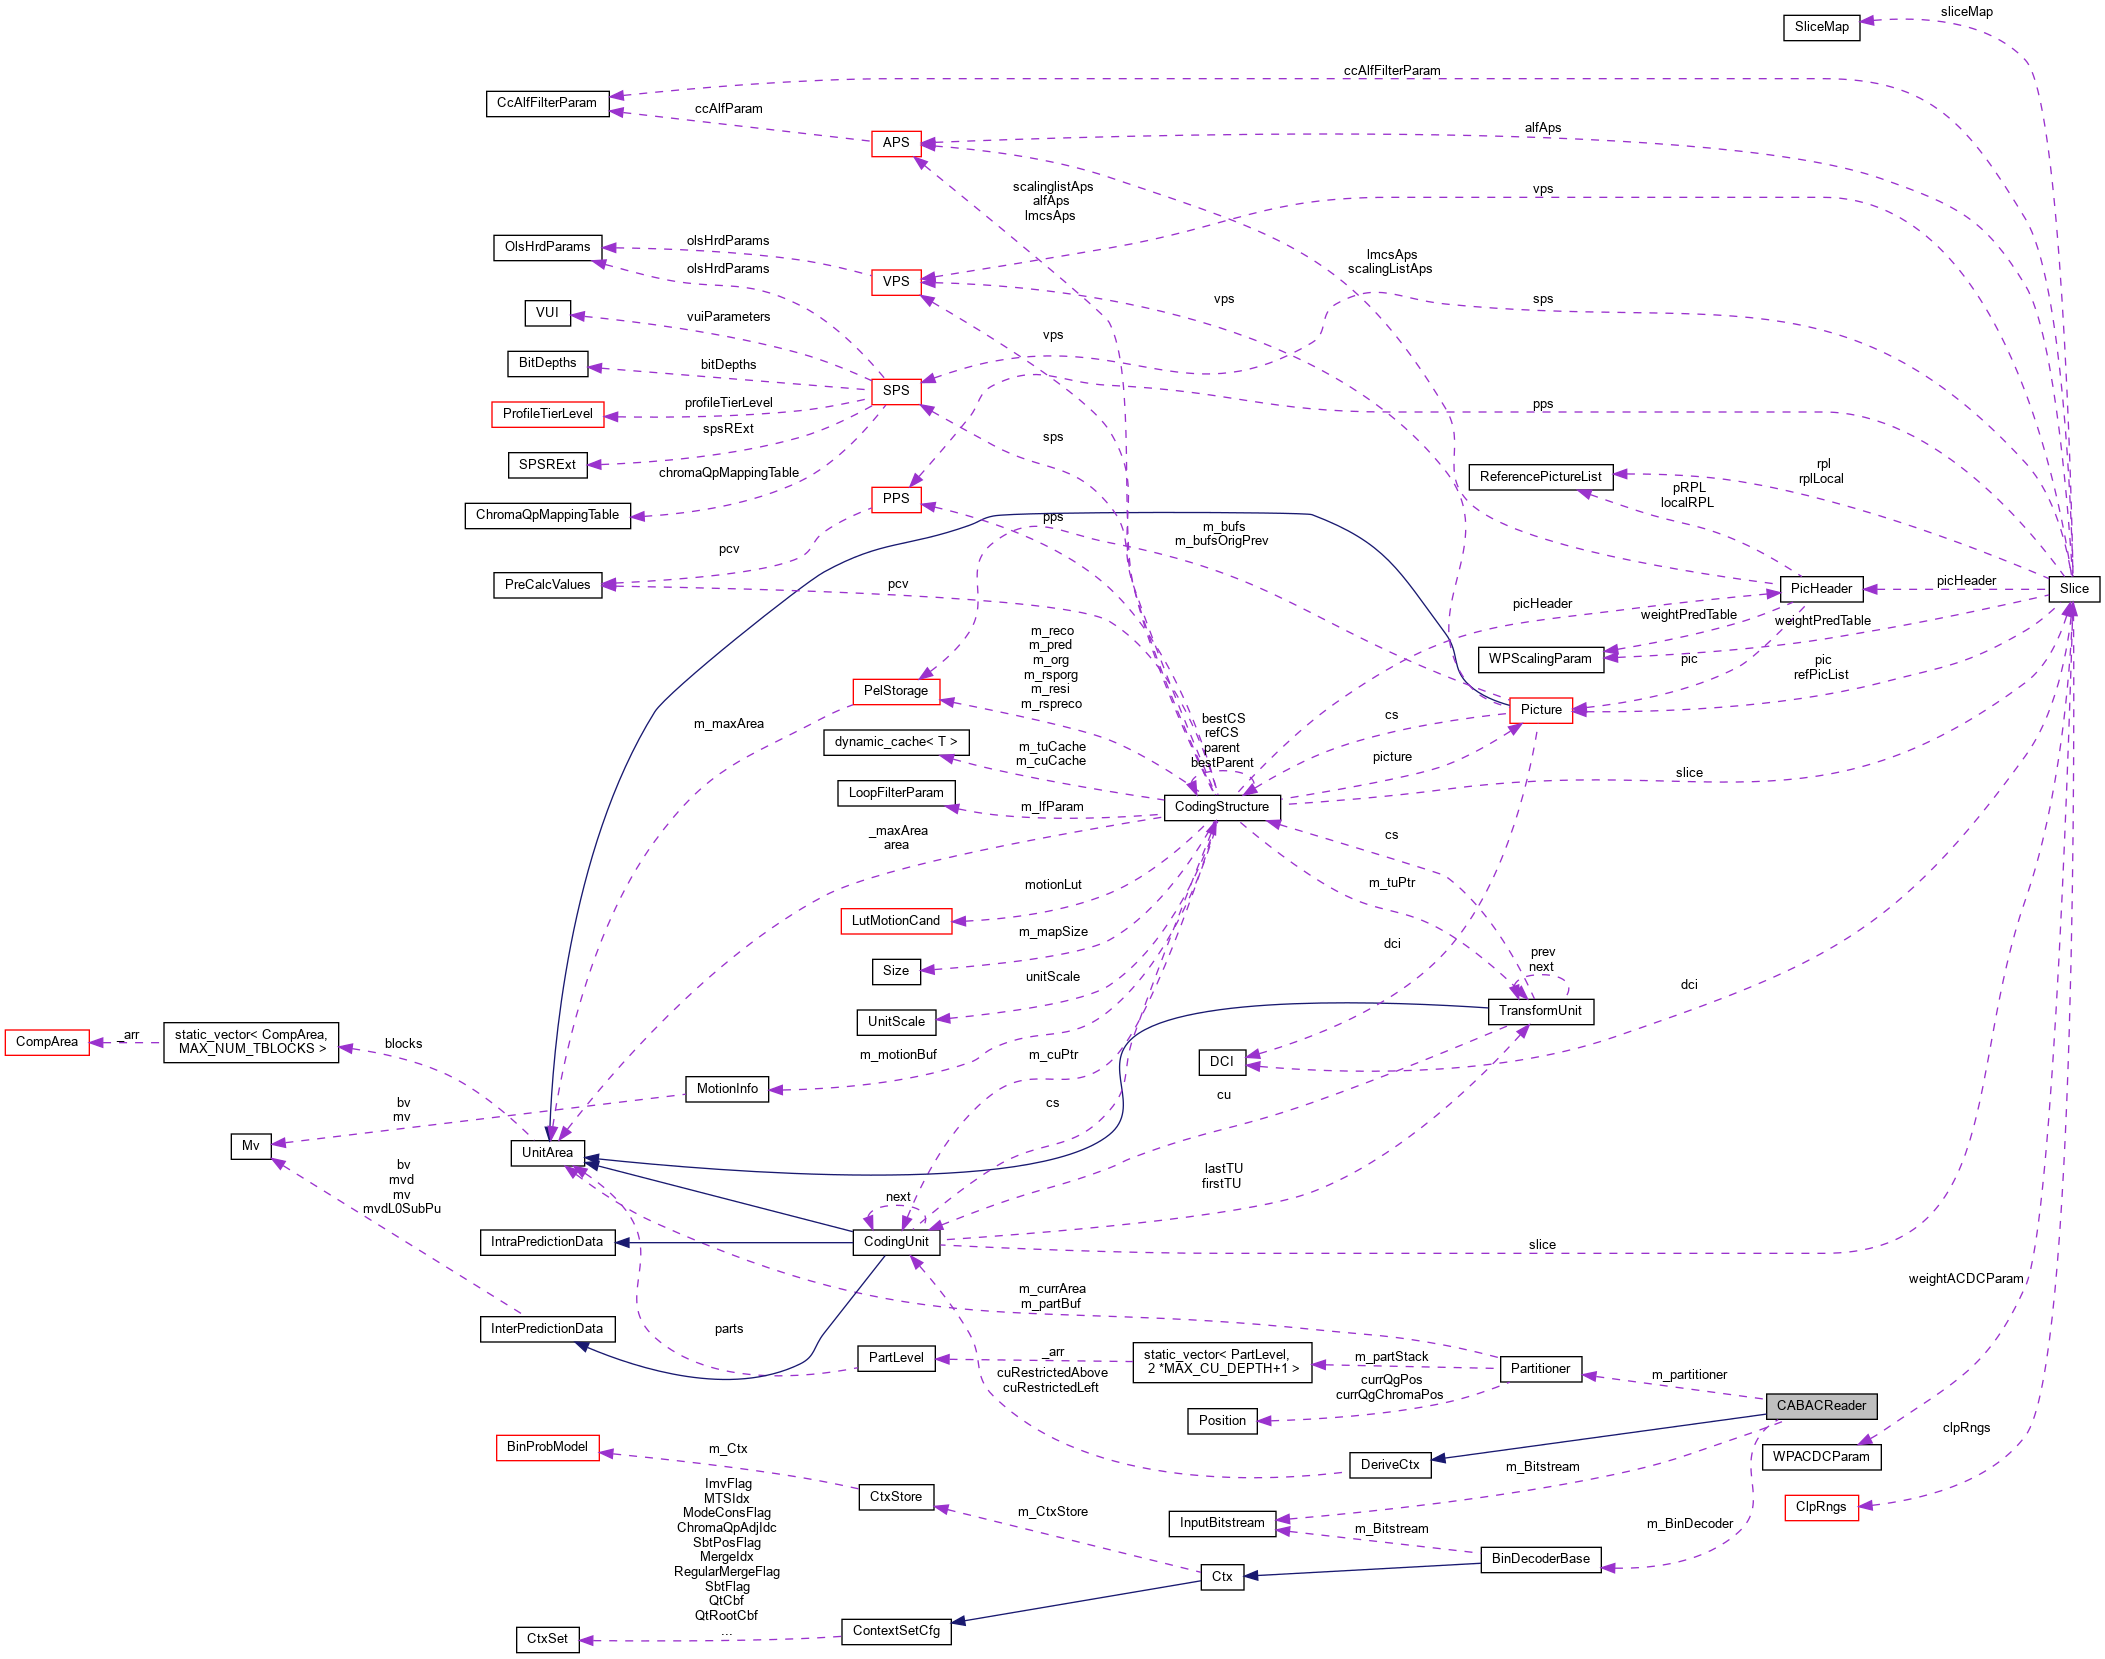 sliceMap
SliceMap
ccAlfFilterParam
CcAlfFilterParam
ccAlfParam
APS
alfAps
scalinglistAps
alfAps
lmcsAps
vps
OlsHrdParams
olsHrdParams
olsHrdParams
VPS
lmcsAps
scalingListAps
vps
sps
VUI
vuiParameters
vps
BitDepths
bitDepths
SPS
ProfileTierLevel
profileTierLevel
pps
spsRExt
SPSRExt
sps
chromaQpMappingTable
ChromaQpMappingTable
PPS
ReferencePictureList
rpl
rplLocal
pRPL
localRPL
pps
m_bufs
m_bufsOrigPrev
pcv
PreCalcValues
pcv
picHeader
PicHeader
picHeader
Slice
weightPredTable
weightPredTable
m_reco
m_pred
m_org
m_rsporg
m_resi
m_rspreco
WPScalingParam
pic
pic
refPicList
PelStorage
Picture
m_maxArea
cs
bestCS
refCS
parent
bestParent
dynamic_cache< T >
m_tuCache
m_cuCache
picture
slice
LoopFilterParam
m_lfParam
CodingStructure
_maxArea
area
cs
motionLut
m_tuPtr
LutMotionCand
m_mapSize
dci
prev
next
Size
unitScale
dci
UnitScale
TransformUnit
CompArea
_arr
static_vector< CompArea,
MAX_NUM_TBLOCKS >
blocks
m_motionBuf
m_cuPtr
DCI
MotionInfo
bv
mv
cs
cu
Mv
UnitArea
bv
mvd
mv
mvdL0SubPu
lastTU
firstTU
next
IntraPredictionData
CodingUnit
slice
weightACDCParam
m_currArea
m_partBuf
InterPredictionData
parts
PartLevel
_arr
static_vector< PartLevel,
2 *MAX_CU_DEPTH+1 >
m_partStack
Partitioner
m_partitioner
cuRestrictedAbove
cuRestrictedLeft
currQgPos
currQgChromaPos
Position
CABACReader
clpRngs
BinProbModel
m_Ctx
DeriveCtx
m_Bitstream
WPACDCParam
CtxStore
m_CtxStore
ClpRngs
InputBitstream
m_Bitstream
m_BinDecoder
BinDecoderBase
Ctx
ImvFlag
MTSIdx
ModeConsFlag
ChromaQpAdjIdc
SbtPosFlag
MergeIdx
RegularMergeFlag
SbtFlag
QtCbf
QtRootCbf
...
CtxSet
ContextSetCfg